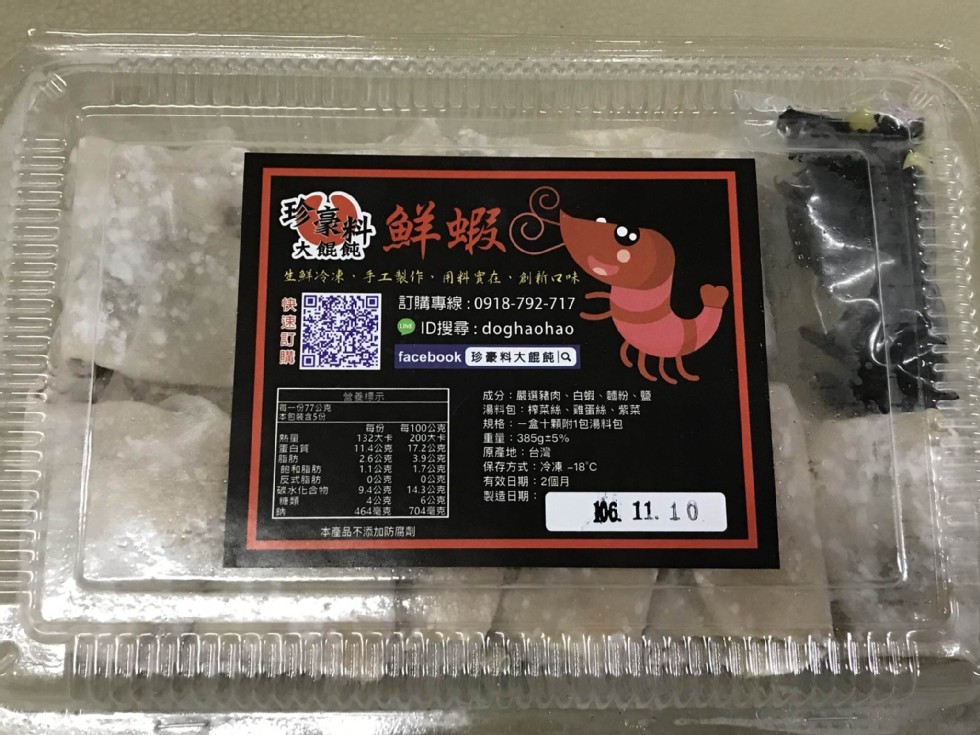 珍豪料
大餛飩
鮮蝦
生鮮冷凍、手工製作、用料實在、創新口味
快速訂購
訂購專線：0918-792-717
LINE ID搜尋：doghaohao
facebook 珍豪料大餛飩
營養標示
每一份77公克
本包裝含5份
每份 每100公克
熱量 132大卡 200大卡
蛋白質 11.4公克 17.2公克
脂肪 2.6公克 3.9公克
飽和脂肪 1.1公克 1.7公克
反式脂肪 0公克 0公克
碳水化合物 9.4公克 14.3公克
糖類 4公克 6公克
鈉 464毫克 704毫克
本產品不添加防腐劑
成分：嚴選豬肉、白蝦、麵粉、鹽
湯料包：榨菜絲、雞蛋絲、紫菜
規格：一盒十顆附1包湯料包
重量：385g±5%
原產地：台灣
保存方式：冷凍 -18°C
有效日期：2個月
製造日期：
106. 11. 10